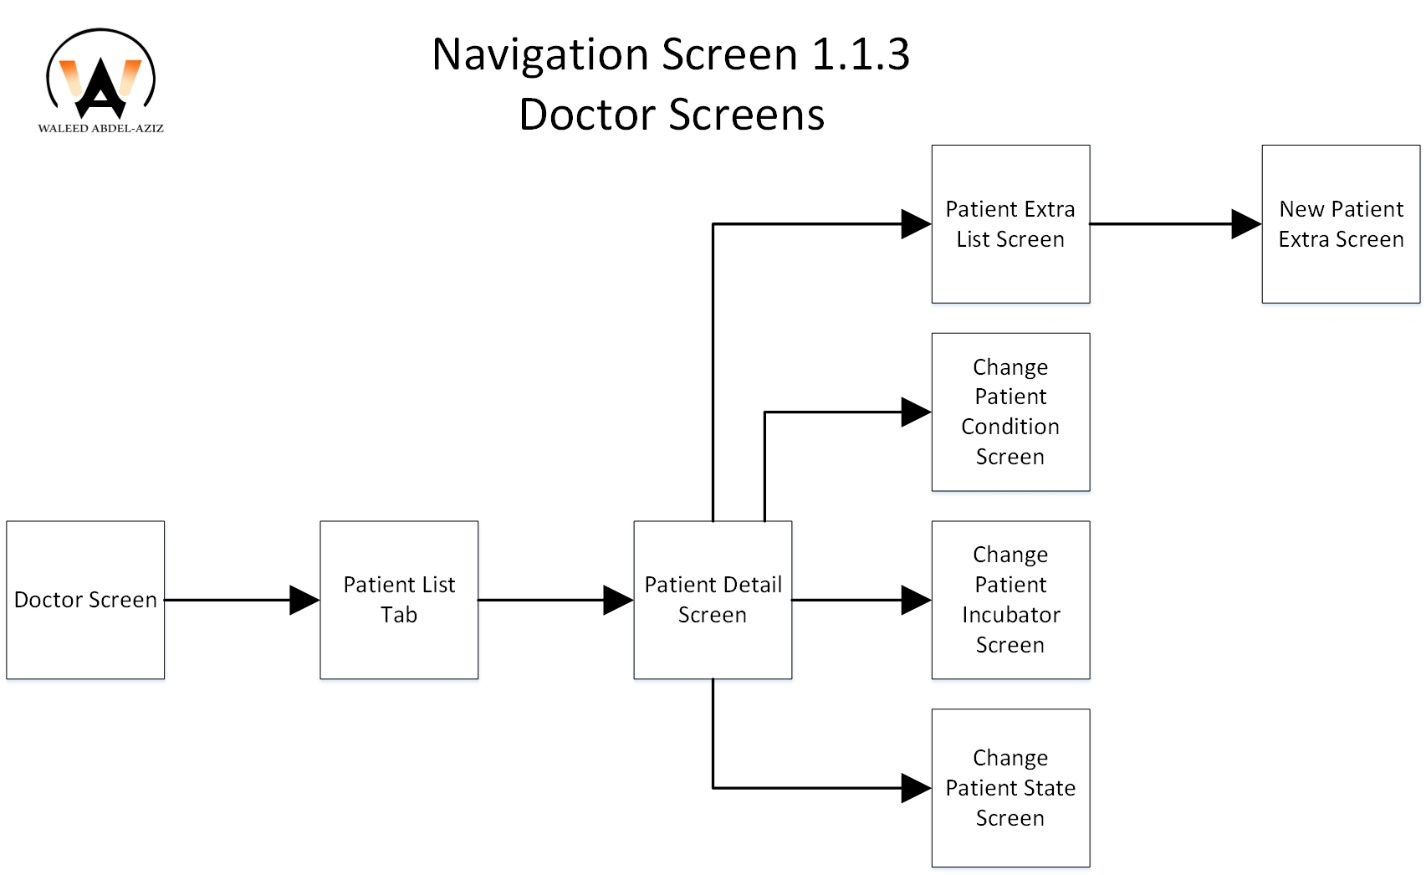 WALEED ABDEL-AZIZ
Navigation Screen 1.1.3
Doctor Screens
Patient Extra
List Screen
New Patient
Extra Screen
Change
Patient
Condition
Screen
Doctor Screen
Patient List
Tab
Patient Detail
Screen
Change
Patient
Incubator
Screen
Change
Patient State
Screen